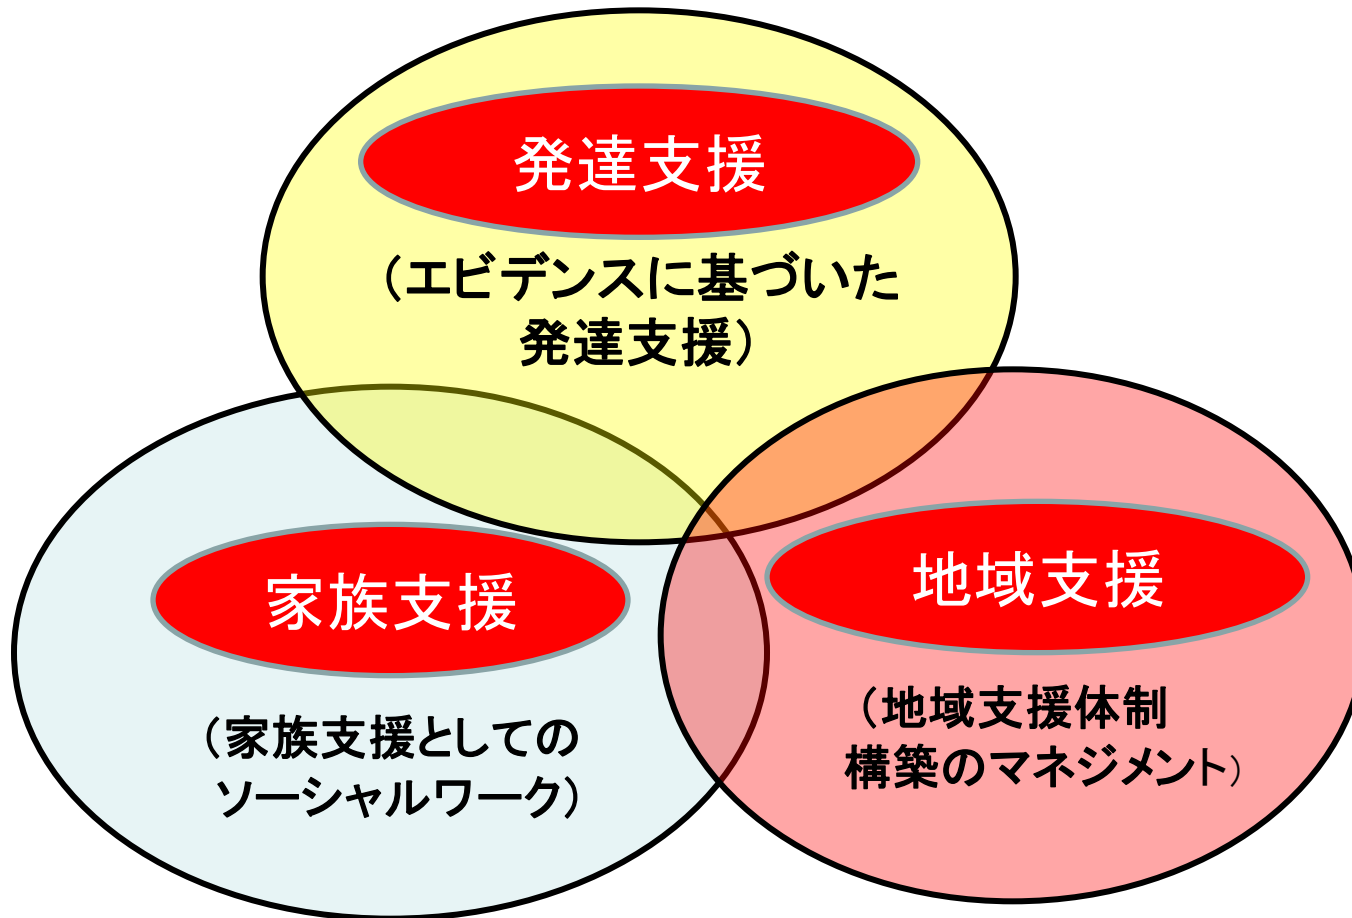 発達支援
（エビデンスに基づいた
発達支援）
家族支援
（家族支援としての
ソーシャルワーク）
地域支援
（地域支援体制
構築のマネジメント）